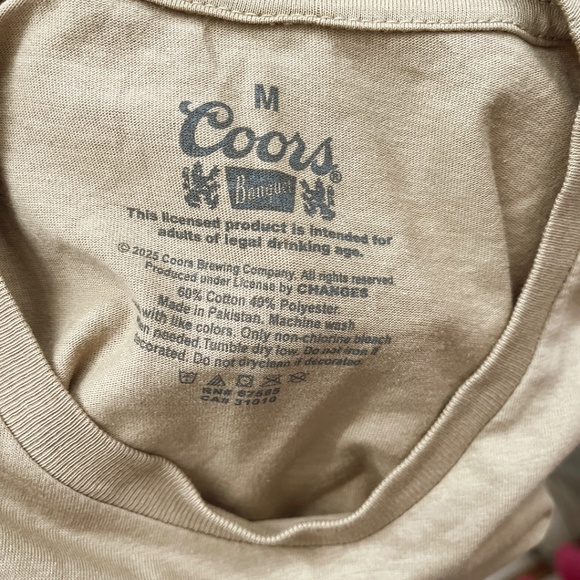 M
Coors®
Banquet
This licensed product is intended for
adults of legal drinking age.
© 2025 Coors Brewing Company. All rights reserved.
Produced under License by CHANGES
60% Cotton 40% Polyester.
Made in Pakistan. Machine wash
with like colors. Only non-chlorine bleach
en needed.Tumble dry low. Do not iron if
ecorated. Do not dryclean if decorated.
RN# 67585
CA# 31010